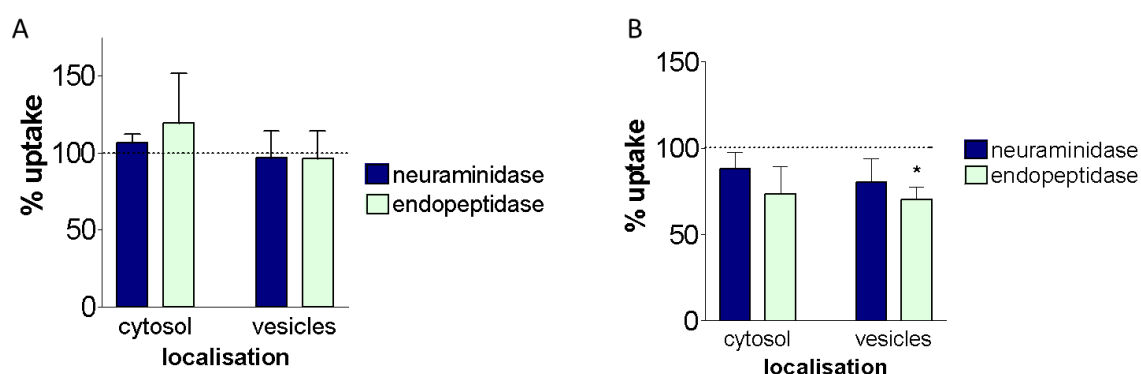 A
% uptake
150
100
50
0
cytosol
vesicles
localisation
neuraminidase
endopeptidase
B
% uptake
150
100
50
0
*
cytosol
vesicles
localisation
neuraminidase
endopeptidase